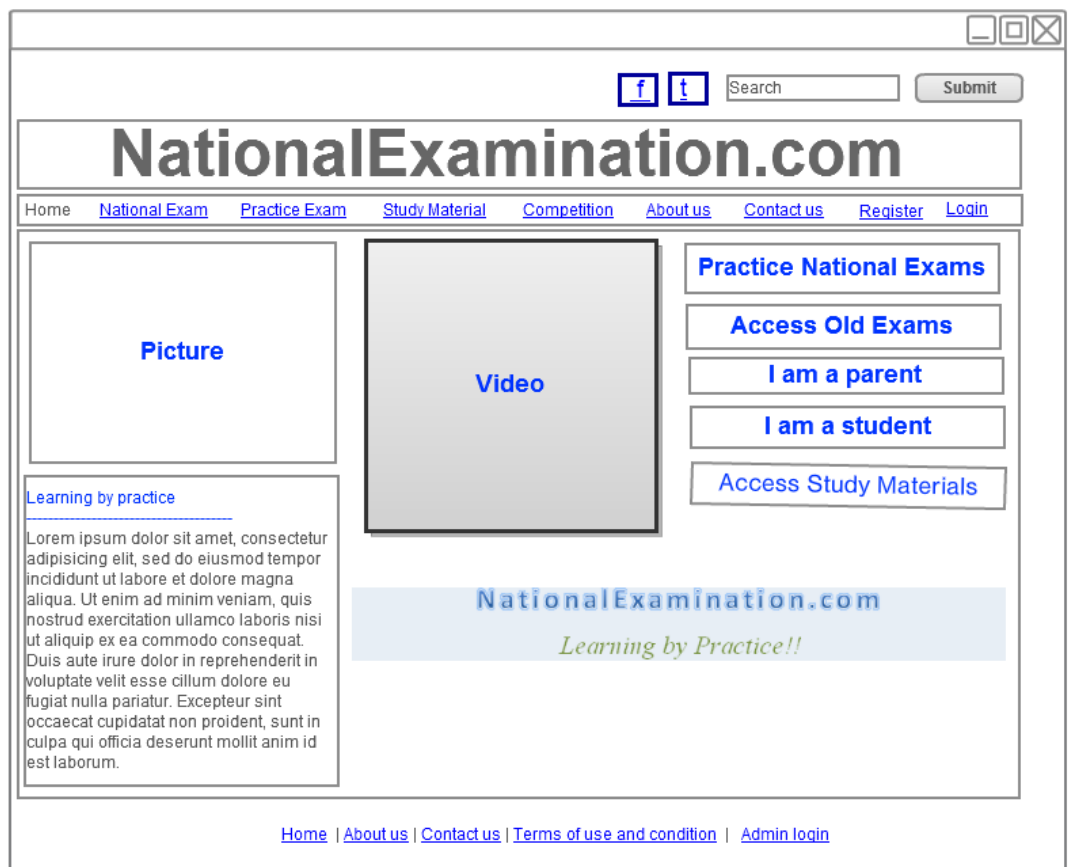 f t Search Submit
NationalExamination.com
Home National Exam Practice Exam Study Material Competition About us Contact us Register Login
Picture
Video
Practice National Exams
Access Old Exams
I am a parent
I am a student
Access Study Materials
Learning by practice
Lorem ipsum dolor sit amet, consectetur
adipisicing elit, sed do eiusmod tempor
incididunt ut labore et dolore magna
aliqua. Ut enim ad minim veniam, quis
nostrud exercitation ullamco laboris nisi
ut aliquip ex ea commodo consequat.
Duis aute irure dolor in reprehenderit in
voluptate velit esse cillum dolore eu
fugiat nulla pariatur. Excepteur sint
occaecat cupidatat non proident, sunt in
culpa qui officia deserunt mollit anim id
est laborum.
NationalExamination.com
Learning by Practice!!
Home | About us | Contact us | Terms of use and condition | Admin login